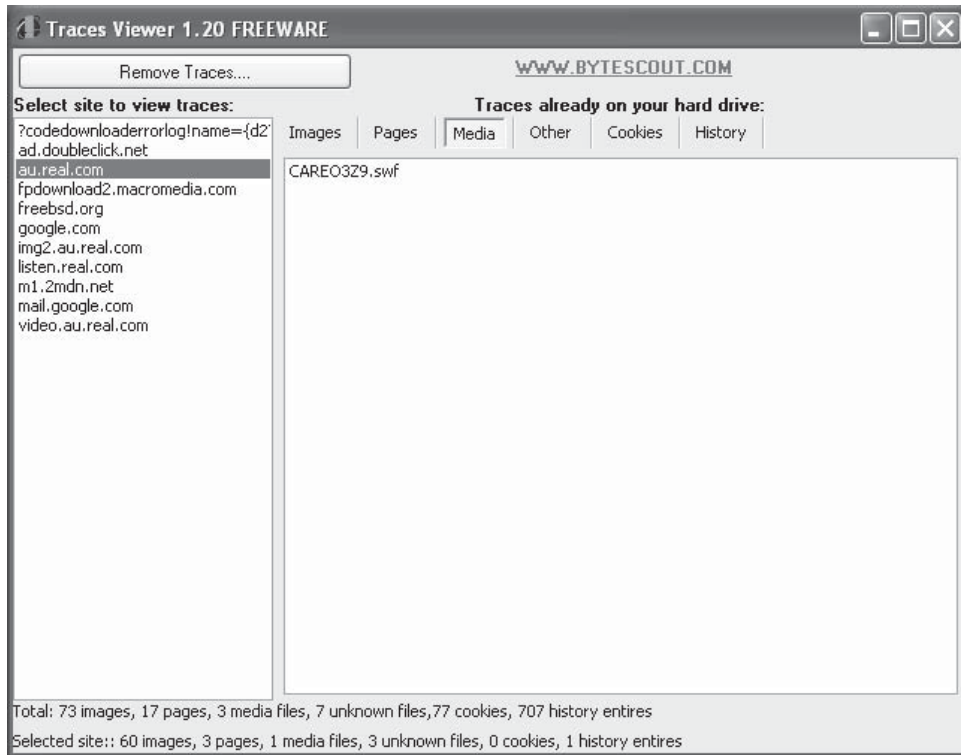 Traces Viewer 1.20 FREEWARE
Remove Traces....
WWW.BYTESCOUT.COM
Select site to view traces:
Traces already on your hard drive:
Images Pages Media Other Cookies History
?codedownloaderrorlog!name={d2
ad.doubleclick.net
au.real.com
fpdownload2.macromedia.com
freebsd.org
google.com
img2.au.real.com
listen.real.com
m1.2mdn.net
mail.google.com
video.au.real.com
CAREO3Z9.swf
Total: 73 images, 17 pages, 3 media files, 7 unknown files,77 cookies, 707 history entires
Selected site:: 60 images, 3 pages, 1 media files, 3 unknown files, 0 cookies, 1 history entires